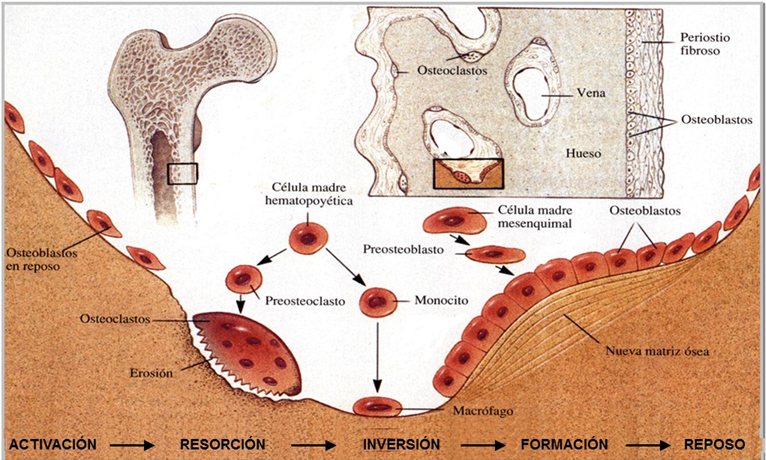 Periostio
fibroso
Osteoclastos
Vena
Osteoblastos
Hueso
Célula madre
hematopoyética
Célula madre
mesenquimal
Osteoblastos
Osteoblastos
en reposo
Preosteoblasto
Preosteoclasto
Monocito
Osteoclastos
Nueva matriz ósea
Erosión
Macrófago
ACTIVACIÓN
RESORCIÓN
INVERSIÓN
FORMACIÓN
REPOSO